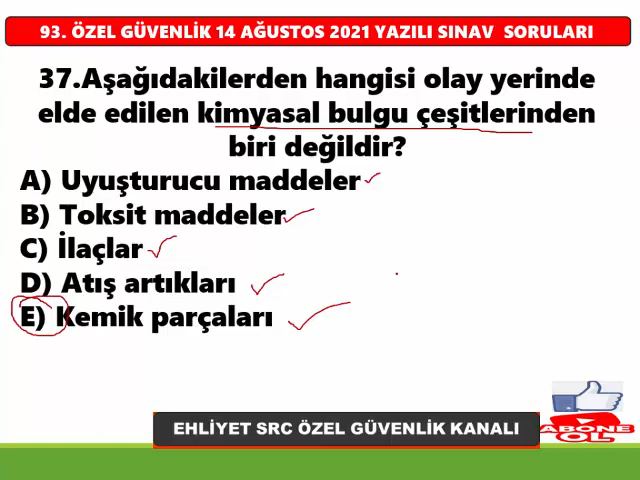 93. ÖZEL GÜVENLİK 14 AĞUSTOS 2021 YAZILI SINAV SORULARI
37.Aşağıdakilerden hangisi olay yerinde
elde edilen kimyasal bulgu çeşitlerinden
biri değildir?
A) Uyuşturucu maddeler
B) Toksit maddeler
C) İlaçlar
D) Atış artıkları
E) Kemik parçaları
EHLİYET SRC ÖZEL GÜVENLİK KANALI
ABONE
OL